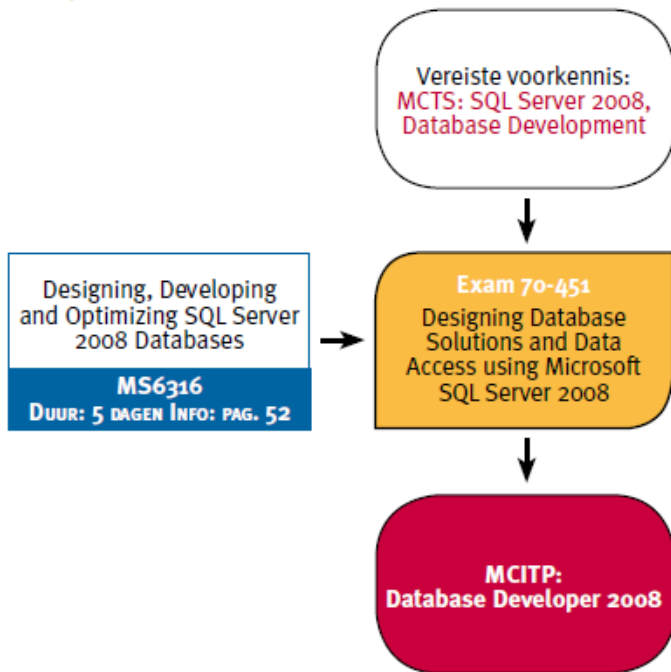 Vereiste voorkennis:
MCTS: SQL Server 2008,
Database Development
Designing, Developing
and Optimizing SQL Server
2008 Databases
MS6316
Duur: 5 dagen Info: pag. 52
Exam 70-451
Designing Database
Solutions and Data
Access using Microsoft
SQL Server 2008
MCITP:
Database Developer 2008